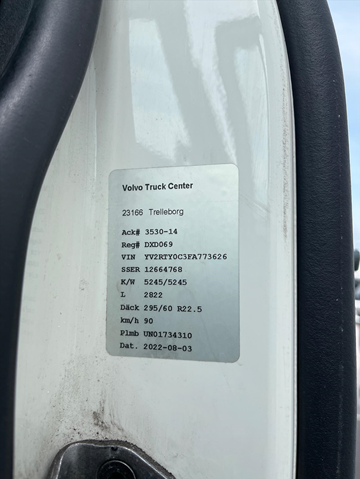 Volvo Truck Center
23166 Trelleborg
Ack# 3530-14
Reg# DXD069
VIN YV2RTY0C3FA773626
SSER 12664768
K/W 5245/5245
L 2822
Däck 295/60 R22.5
km/h 90
Plmb UN01734310
Dat. 2022-08-03